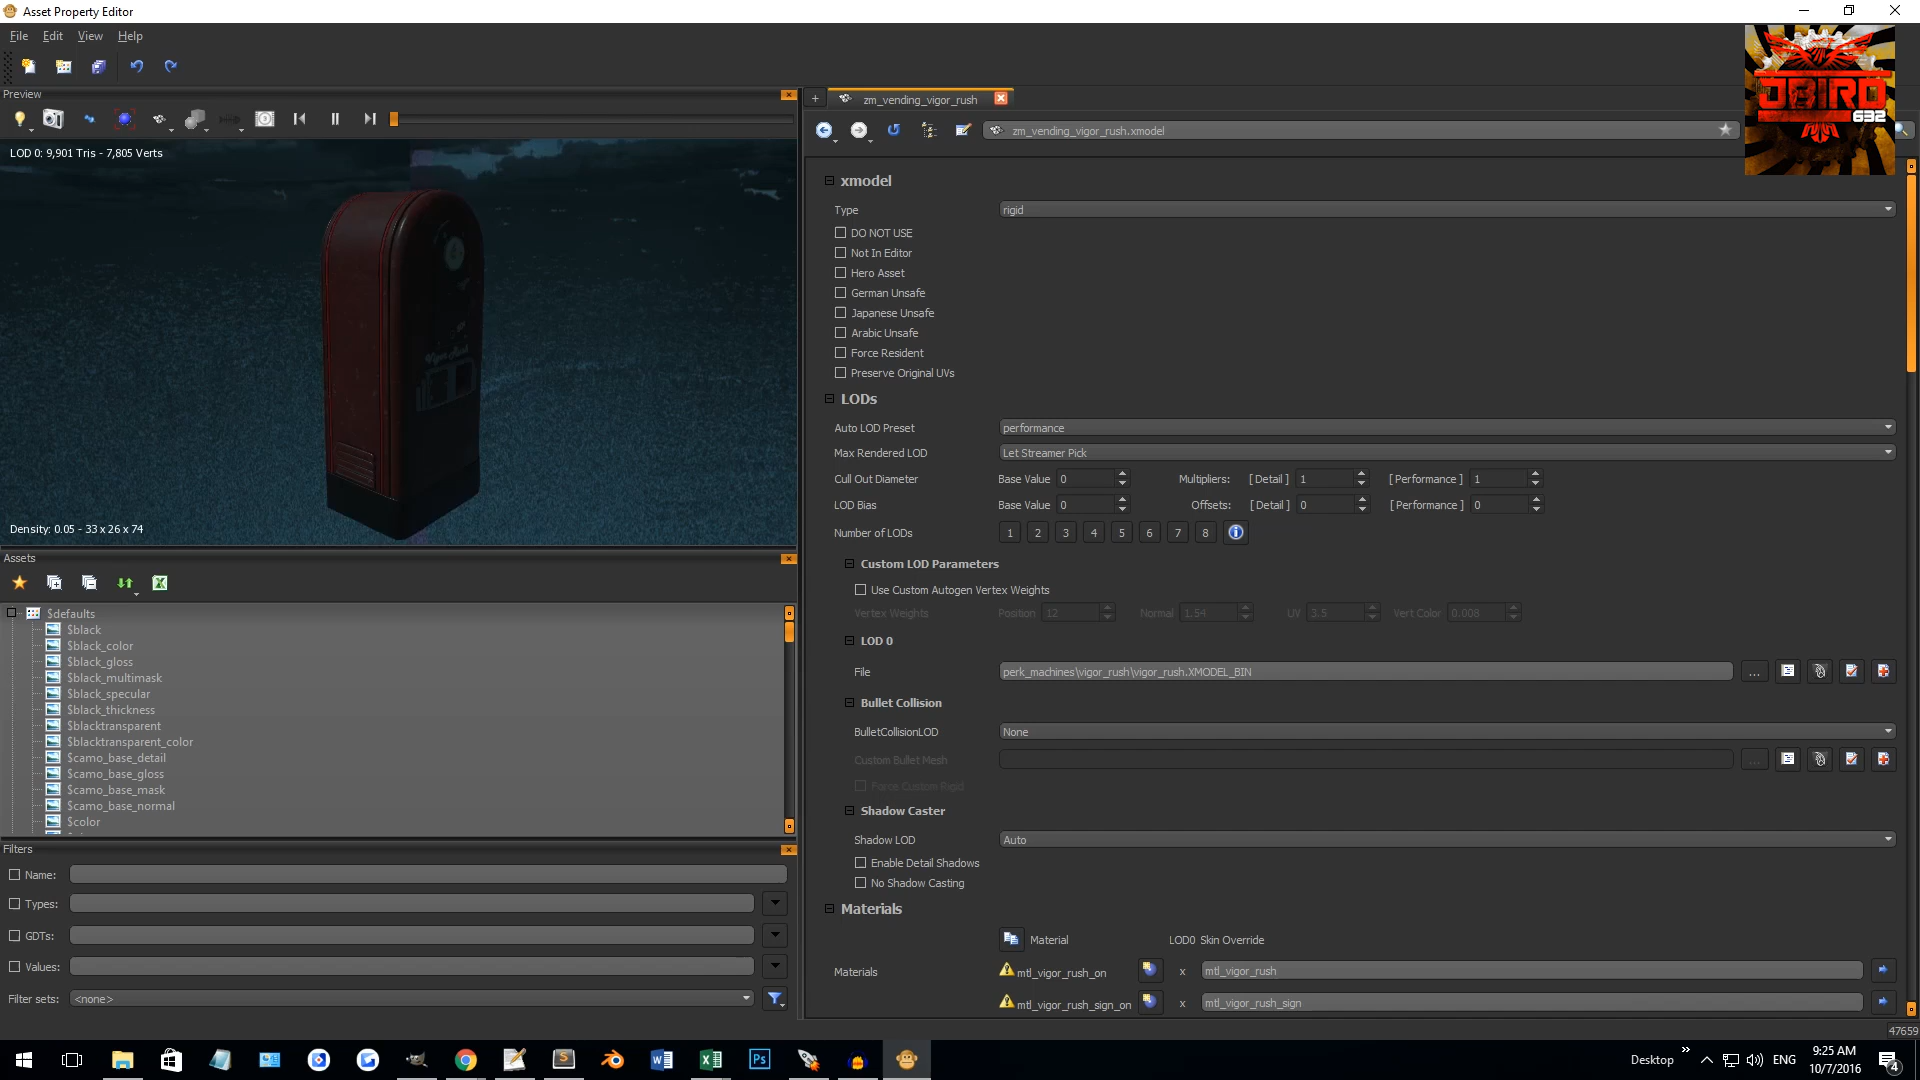 Asset Property Editor
File Edit View Help
Preview
LOD 0: 9,901 Tris - 7,805 Verts
Vigor Rush
Density: 0.05 - 33 x 26 x 74
Assets
$defaults
$black
$black_color
$black_gloss
$black_multimask
$black_specular
$black_thickness
$blacktransparent
$blacktransparent_color
$camo_base_detail
$camo_base_gloss
$camo_base_mask
$camo_base_normal
$color
Filters
Name:
Types:
GDTs:
Values:
Filter sets: <none>
zm_vending_vigor_rush
zm_vending_vigor_rush.xmodel
JBIRD
632
xmodel
Type rigid
DO NOT USE
Not In Editor
Hero Asset
German Unsafe
Japanese Unsafe
Arabic Unsafe
Force Resident
Preserve Original UVs
LODs
Auto LOD Preset performance
Max Rendered LOD Let Streamer Pick
Cull Out Diameter Base Value 0 Multipliers: [ Detail ] 1 [ Performance ] 1
LOD Bias Base Value 0 Offsets: [ Detail ] 0 [ Performance ] 0
Number of LODs 1 2 3 4 5 6 7 8
Custom LOD Parameters
Use Custom Autogen Vertex Weights
Vertex Weights Position 12 Normal 1.54 UV 3.5 Vert Color 0.008
LOD 0
File perk_machines\vigor_rush\vigor_rush.XMODEL_BIN ...
Bullet Collision
BulletCollisionLOD None
Custom Bullet Mesh ...
Force Custom Rigid
Shadow Caster
Shadow LOD Auto
Enable Detail Shadows
No Shadow Casting
Materials
Material LOD0 Skin Override
Materials mtl_vigor_rush_on x mtl_vigor_rush
mtl_vigor_rush_sign_on x mtl_vigor_rush_sign
47659
Desktop » ENG 9:25 AM
10/7/2016 4